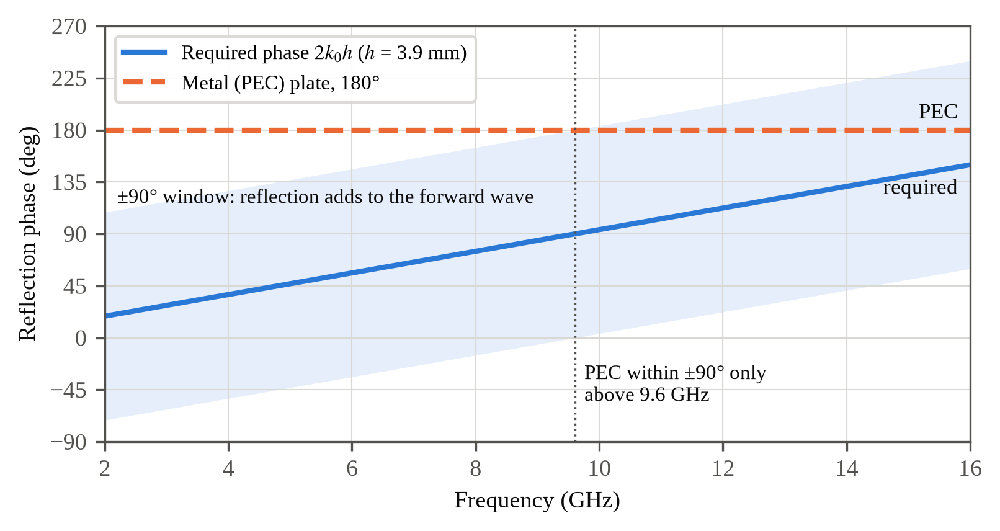 270
225
180
135
90
45
0
−45
−90
Reflection phase (deg)
Required phase 2k₀h (h = 3.9 mm)
Metal (PEC) plate, 180°
PEC
±90° window: reflection adds to the forward wave
required
PEC within ±90° only
above 9.6 GHz
2 4 6 8 10 12 14 16
Frequency (GHz)